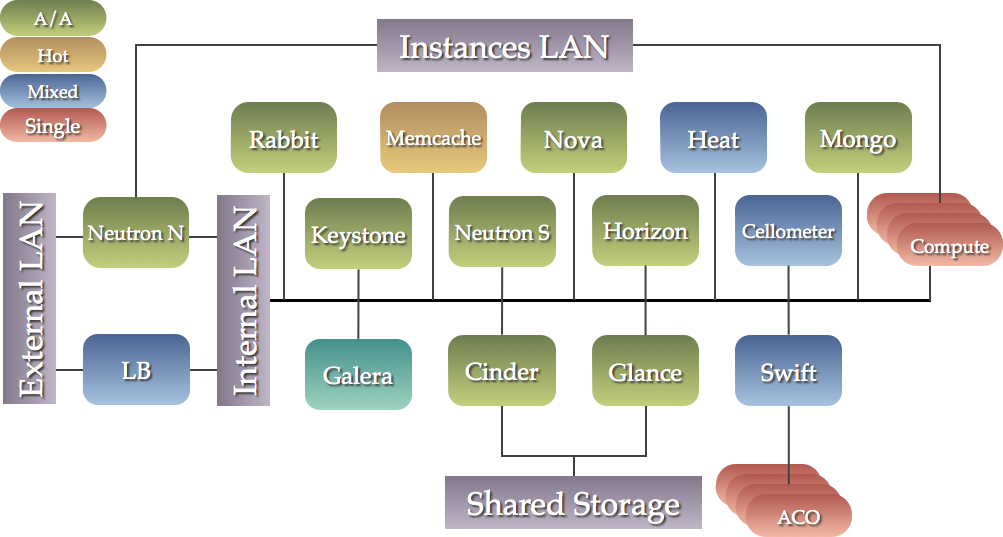 A/A
Hot
Mixed
Single
Instances LAN
Rabbit
Memcache
Nova
Heat
Mongo
External LAN
Neutron N
Internal LAN
Keystone
Neutron S
Horizon
Cellometer
Compute
LB
Galera
Cinder
Glance
Swift
Shared Storage
ACO